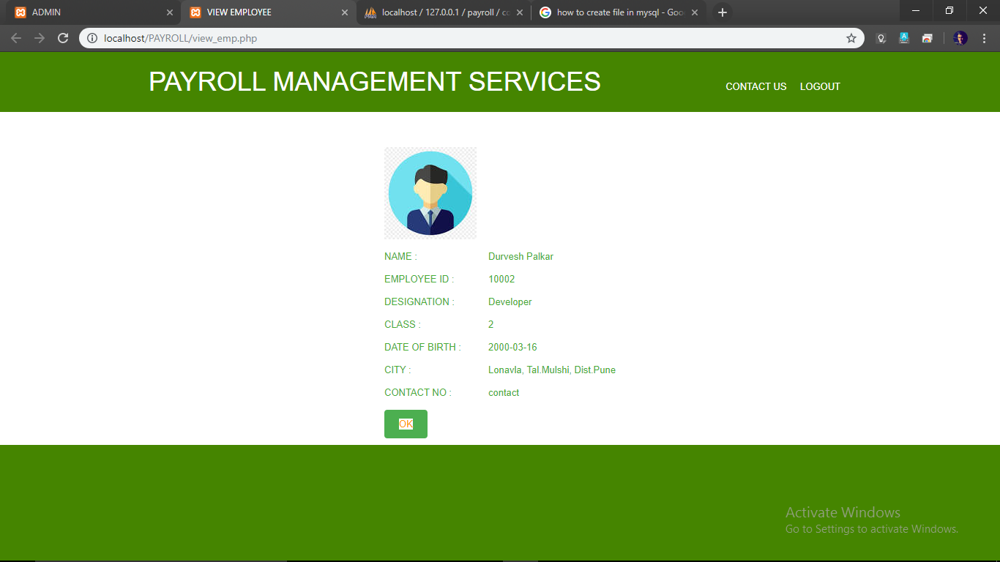 ADMIN
VIEW EMPLOYEE
localhost / 127.0.0.1 / payroll / co
how to create file in mysql - Goo
localhost/PAYROLL/view_emp.php
PAYROLL MANAGEMENT SERVICES
CONTACT US LOGOUT
NAME : Durvesh Palkar
EMPLOYEE ID : 10002
DESIGNATION : Developer
CLASS : 2
DATE OF BIRTH : 2000-03-16
CITY : Lonavla, Tal.Mulshi, Dist.Pune
CONTACT NO : contact
OK
Activate Windows
Go to Settings to activate Windows.